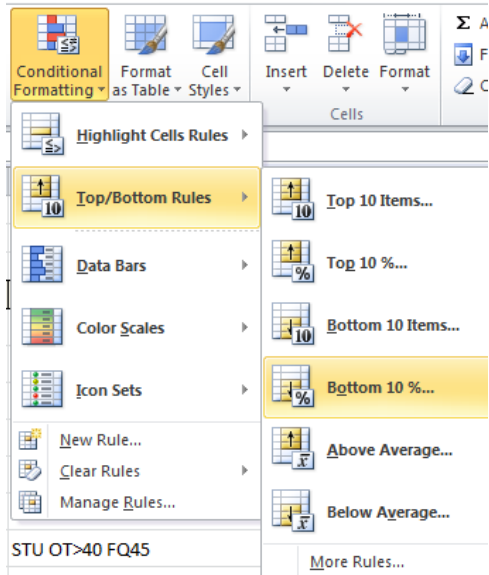 Conditional Formatting
Format as Table
Cell Styles
Insert
Delete
Format
Cells
Σ A
F
C
Highlight Cells Rules
Top/Bottom Rules
Data Bars
Color Scales
Icon Sets
New Rule...
Clear Rules
Manage Rules...
Top 10 Items...
Top 10 %...
Bottom 10 Items...
Bottom 10 %...
Above Average...
Below Average...
More Rules...
STU OT>40 FQ45